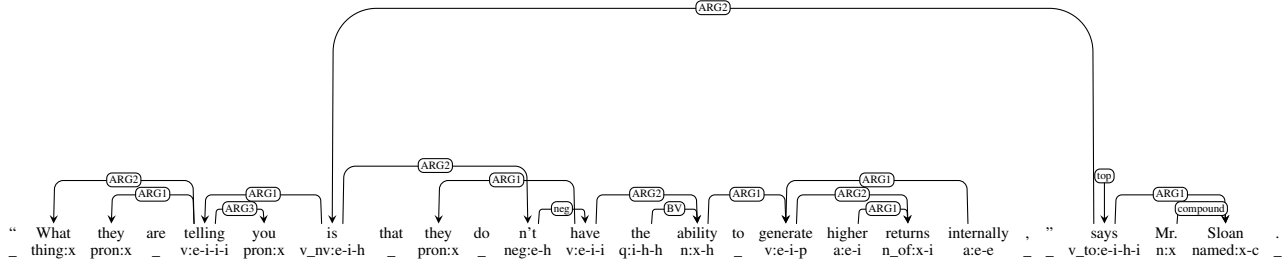 ARG2
ARG2
top
ARG2 ARG1 ARG1 ARG1
ARG1 ARG1 ARG2 ARG1 ARG2 ARG1
ARG3 neg BV ARG1 compound
“ What they are telling you is that they do n't have the ability to generate higher returns internally , ” says Mr. Sloan .
_ thing:x pron:x _ v:e-i-i-i pron:x v_nv:e-i-h _ pron:x _ neg:e-h v:e-i-i q:i-h-h n:x-h _ v:e-i-p a:e-i n_of:x-i a:e-e _ _ v_to:e-i-h-i n:x named:x-c _